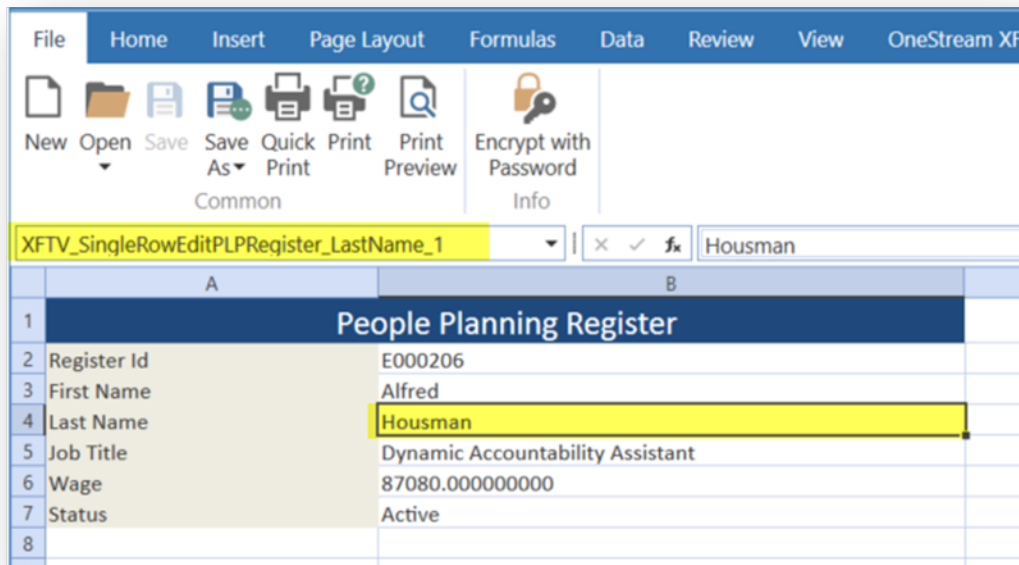 File Home Insert Page Layout Formulas Data Review View OneStream XF
New Open Save Save As Quick Print Print Print Preview Encrypt with Password
Common Info
XFTV_SingleRowEditPLPRegister_LastName_1 fx Housman
A B
1 People Planning Register
2 Register Id E000206
3 First Name Alfred
4 Last Name Housman
5 Job Title Dynamic Accountability Assistant
6 Wage 87080.000000000
7 Status Active
8